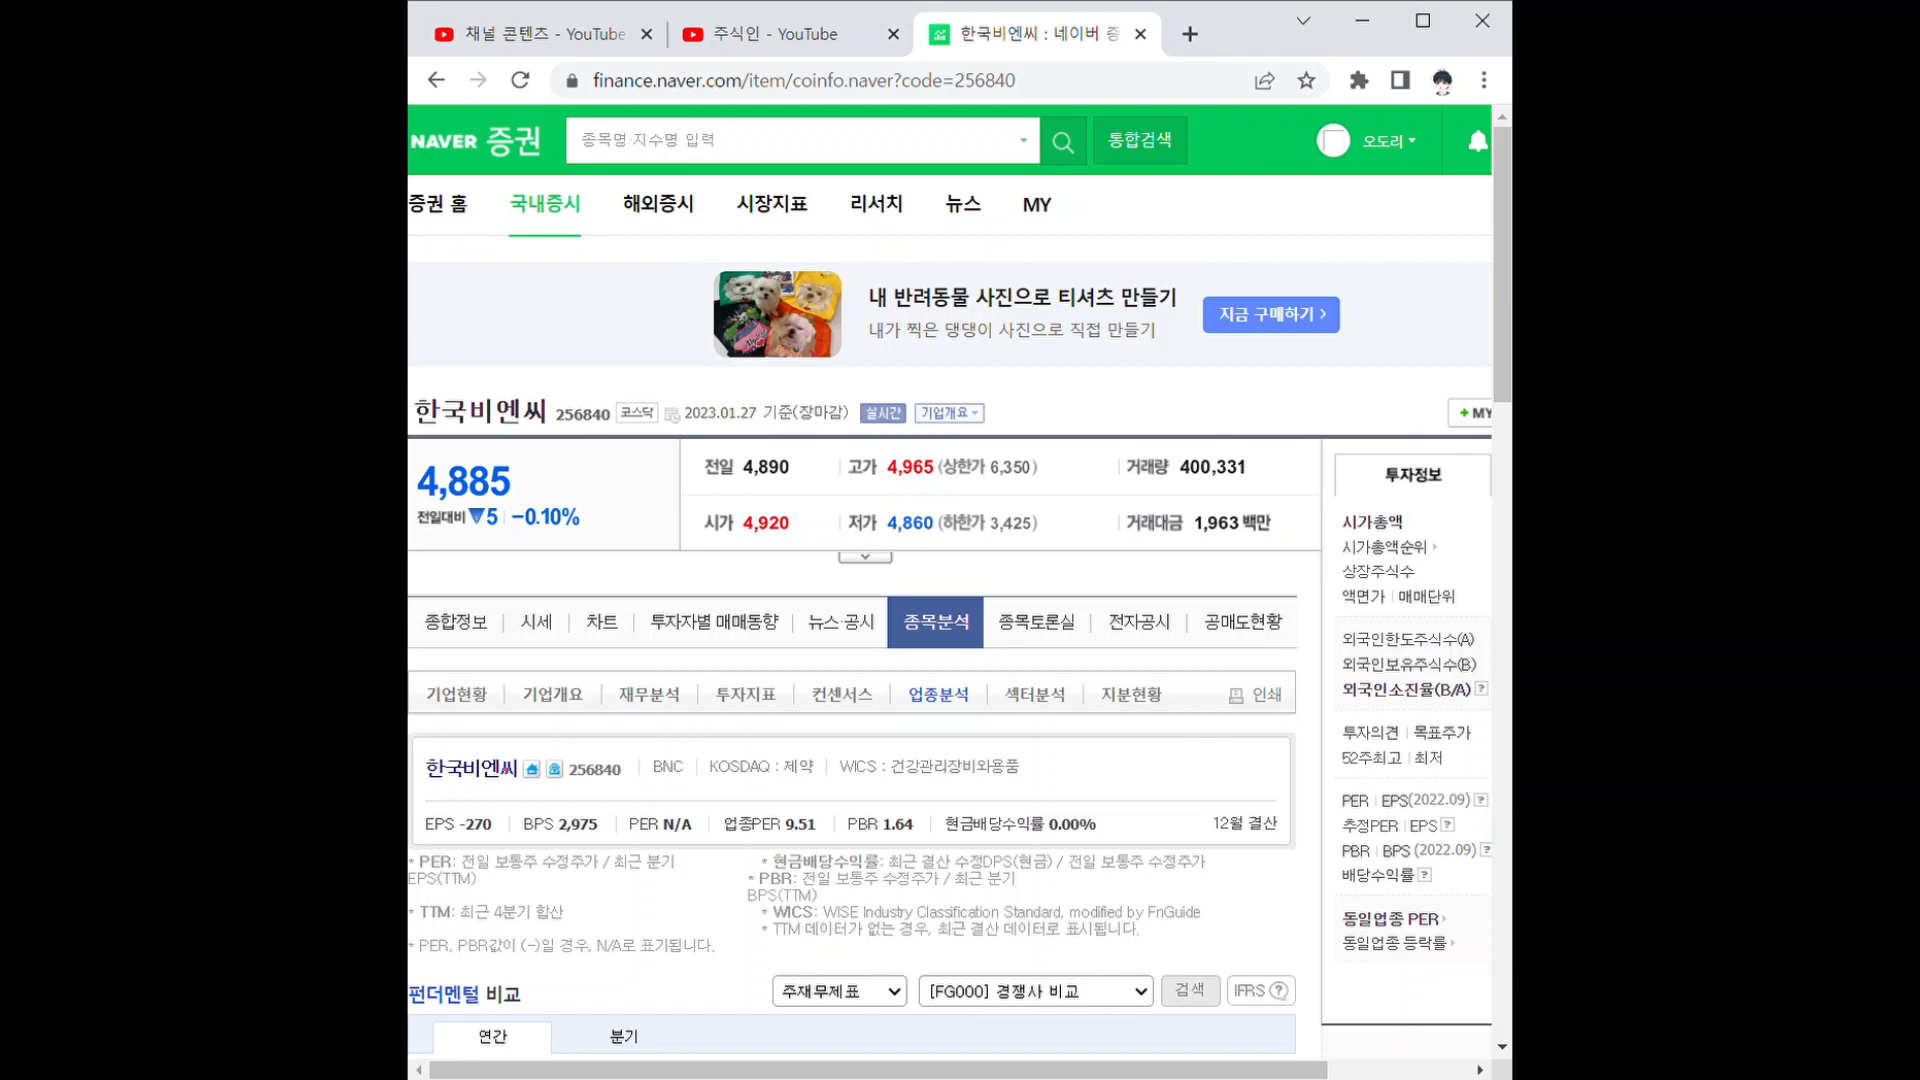 채널 콘텐츠 - YouTube
주식인 - YouTube
한국비엔씨 : 네이버 증
finance.naver.com/item/coinfo.naver?code=256840
NAVER 증권
종목명·지수명 입력
통합검색
오도리
증권 홈 국내증시 해외증시 시장지표 리서치 뉴스 MY
내 반려동물 사진으로 티셔츠 만들기
내가 찍은 댕댕이 사진으로 직접 만들기
지금 구매하기 >
한국비엔씨 256840 코스닥 2023.01.27 기준(장마감) 실시간 기업개요
+ MY
4,885
전일대비 ▼5 -0.10%
전일 4,890 고가 4,965 (상한가 6,350) 거래량 400,331
시가 4,920 저가 4,860 (하한가 3,425) 거래대금 1,963 백만
종합정보 시세 차트 투자자별 매매동향 뉴스·공시 종목분석 종목토론실 전자공시 공매도현황
기업현황 기업개요 재무분석 투자지표 컨센서스 업종분석 섹터분석 지분현황 인쇄
한국비엔씨 256840 BNC KOSDAQ : 제약 WICS : 건강관리장비와용품
EPS -270 BPS 2,975 PER N/A 업종PER 9.51 PBR 1.64 현금배당수익률 0.00% 12월 결산
* PER: 전일 보통주 수정주가 / 최근 분기
EPS(TTM)
* TTM: 최근 4분기 합산
* PER, PBR값이 (-)일 경우, N/A로 표기됩니다.
* 현금배당수익률: 최근 결산 수정DPS(현금) / 전일 보통주 수정주가
* PBR: 전일 보통주 수정주가 / 최근 분기
BPS(TTM)
* WICS: WISE Industry Classification Standard, modified by FnGuide
* TTM 데이터가 없는 경우, 최근 결산 데이터로 표시됩니다.
펀더멘털 비교
주재무제표
[FG000] 경쟁사 비교
검색
IFRS ?
연간 분기
투자정보
시가총액
시가총액순위
상장주식수
액면가 매매단위
외국인한도주식수(A)
외국인보유주식수(B)
외국인소진율(B/A) ?
투자의견 목표주가
52주최고 최저
PER EPS(2022.09) ?
추정PER EPS ?
PBR BPS (2022.09) ?
배당수익률 ?
동일업종 PER
동일업종 등락률